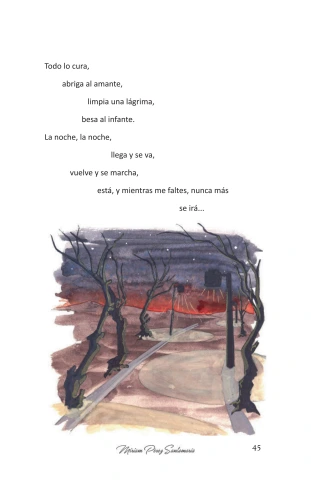 Todo lo cura,
abriga al amante,
limpia una lágrima,
besa al infante.
La noche, la noche,
llega y se va,
vuelve y se marcha,
está, y mientras me faltes, nunca más
se irá...
Míriam Pérez Santamaría
45